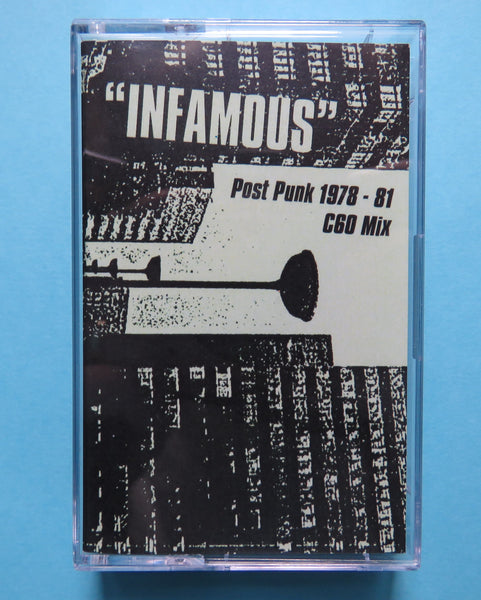 “INFAMOUS”
Post Punk 1978 - 81
C60 Mix